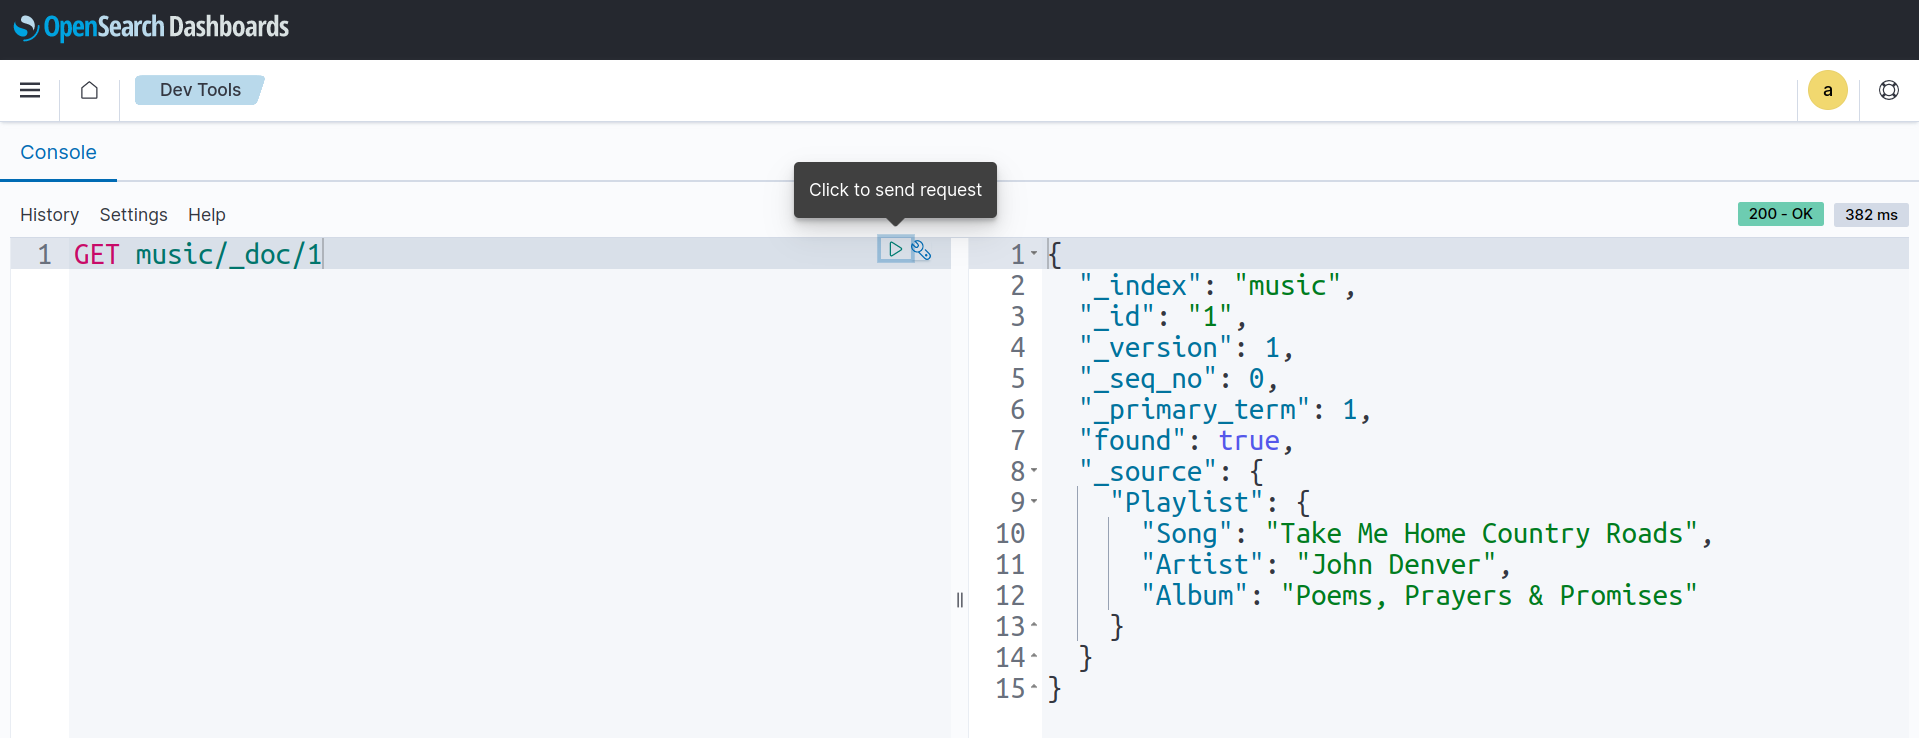 OpenSearch Dashboards
Dev Tools
a
Console
Click to send request
History Settings Help
200 - OK 382 ms
1 GET music/_doc/1
1 {
2 "_index": "music",
3 "_id": "1",
4 "_version": 1,
5 "_seq_no": 0,
6 "_primary_term": 1,
7 "found": true,
8 "_source": {
9 "Playlist": {
10 "Song": "Take Me Home Country Roads",
11 "Artist": "John Denver",
12 "Album": "Poems, Prayers & Promises"
13 }
14 }
15 }